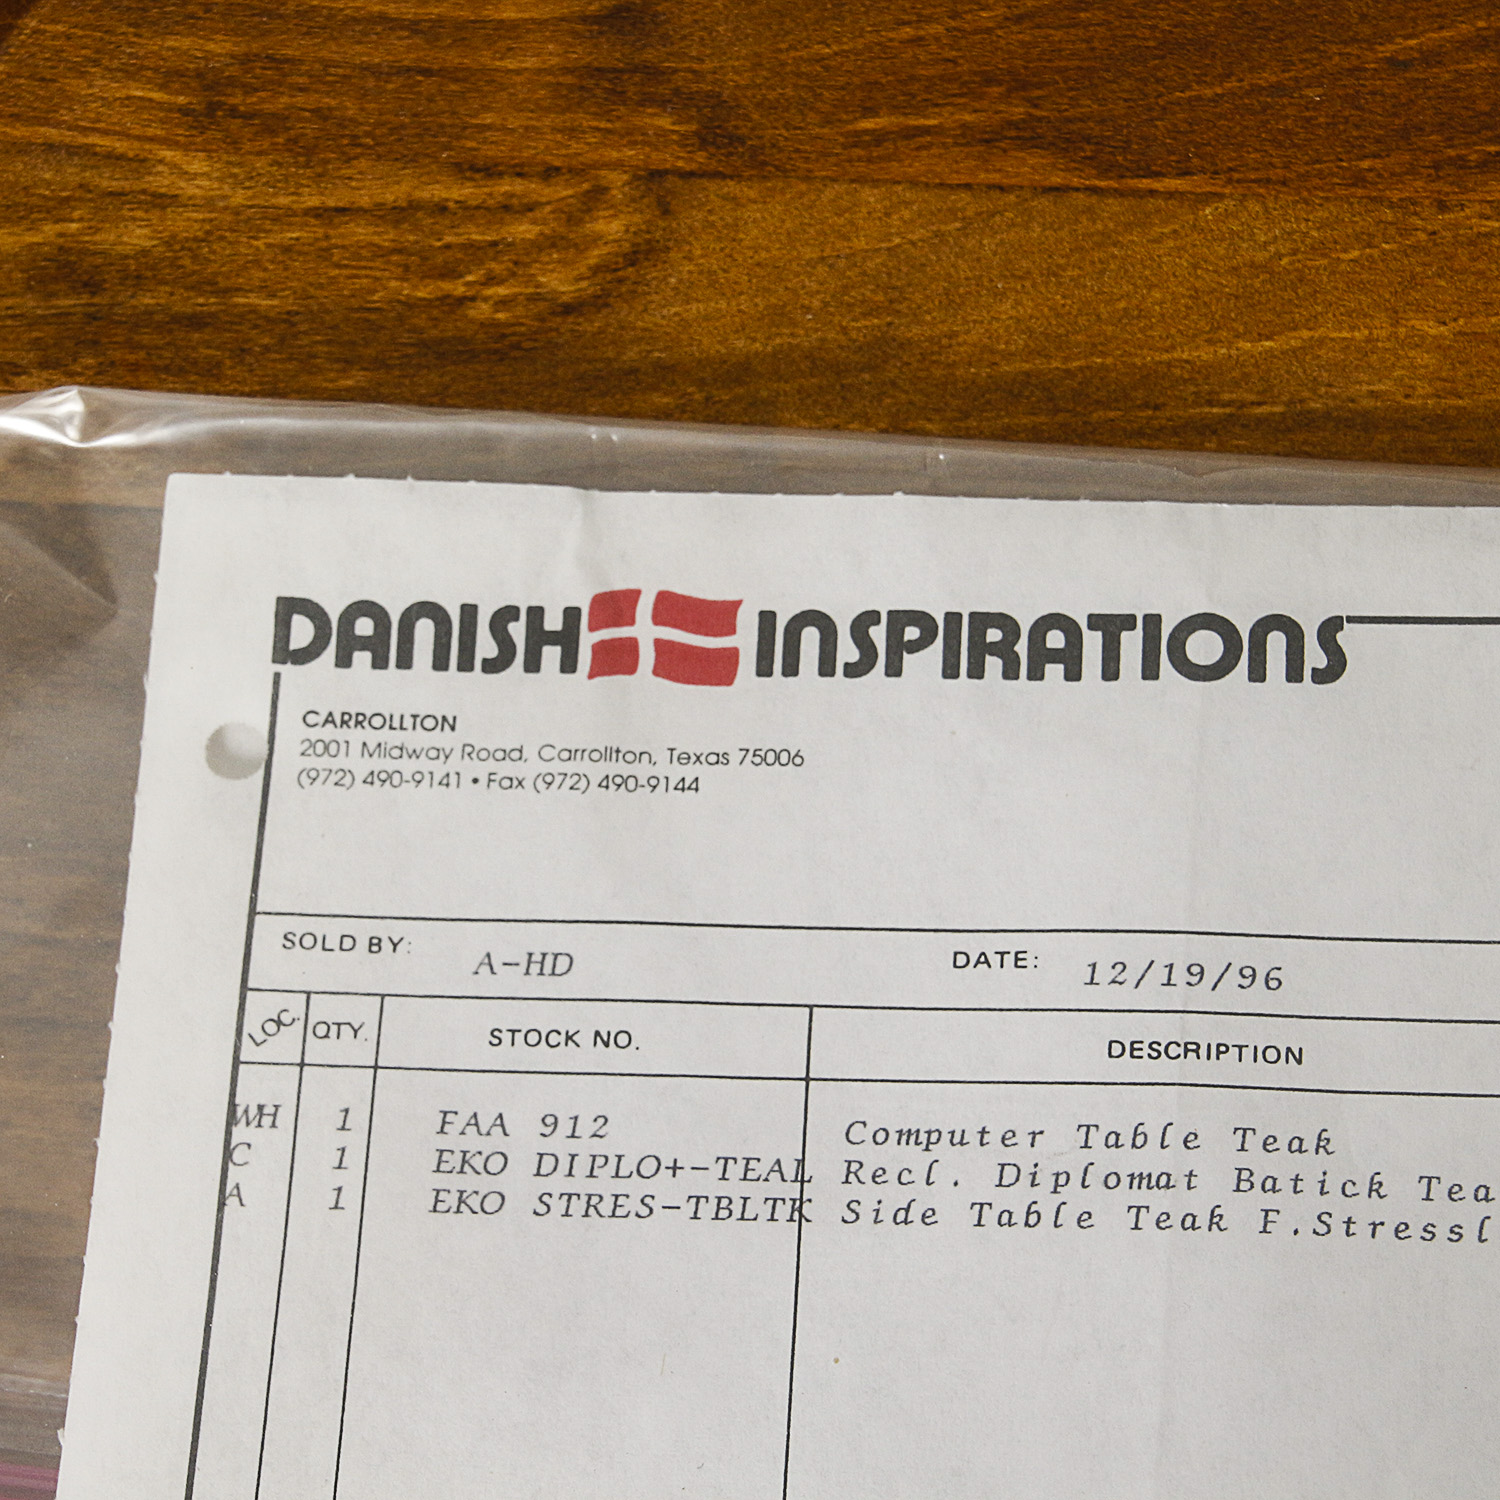 DANISH INSPIRATIONS
CARROLLTON
2001 Midway Road, Carrollton, Texas 75006
(972) 490-9141 • Fax (972) 490-9144
SOLD BY: A-HD DATE: 12/19/96
LOC. QTY. STOCK NO. DESCRIPTION
WH 1 FAA 912 Computer Table Teak
C 1 EKO DIPLO+-TEAL Recl. Diplomat Batick Tea
A 1 EKO STRES-TBLTK Side Table Teak F.Stressl